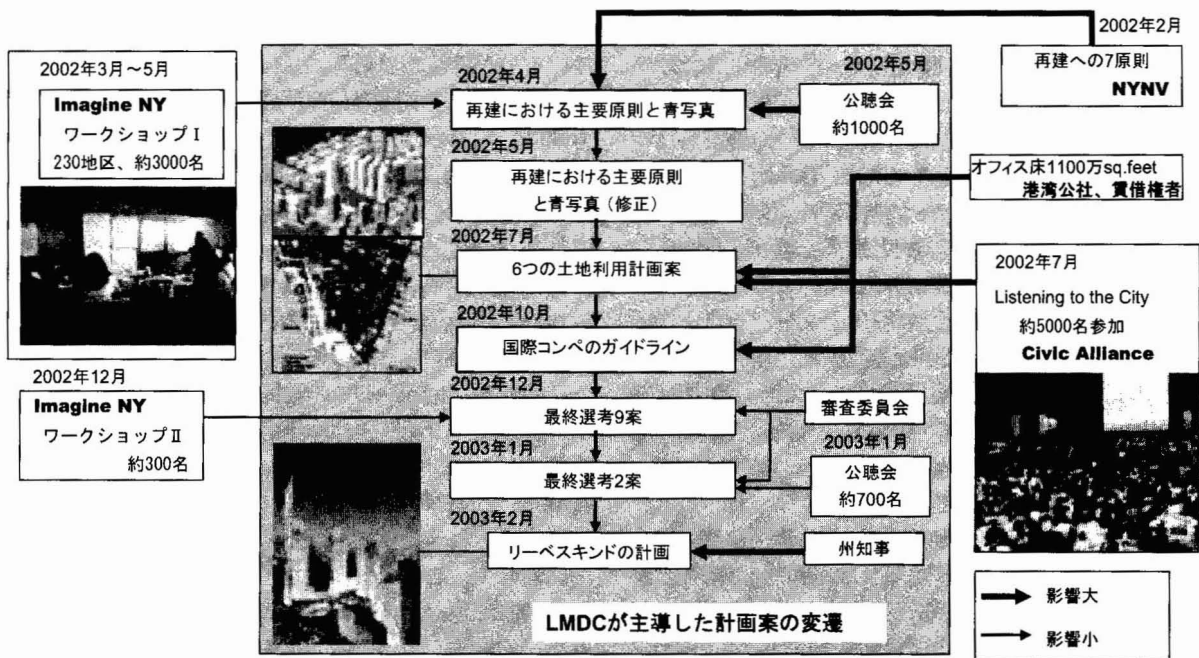 2002年3月~5月
Imagine NY
ワークショップⅠ
230地区、約3000名
2002年12月
Imagine NY
ワークショップⅡ
約300名
2002年4月
再建における主要原則と青写真
2002年5月
再建における主要原則
と青写真(修正)
2002年7月
6つの土地利用計画案
2002年10月
国際コンペのガイドライン
2002年12月
最終選考9案
2003年1月
最終選考2案
2003年2月
リーベスキンドの計画
LMDCが主導した計画案の変遷
2002年5月
公聴会
約1000名
審査委員会
2003年1月
公聴会
約700名
州知事
2002年2月
再建への7原則
NYNV
オフィス床1100万sq.feet
港湾公社、賃借権者
2002年7月
Listening to the City
約5000名参加
Civic Alliance
影響大
影響小